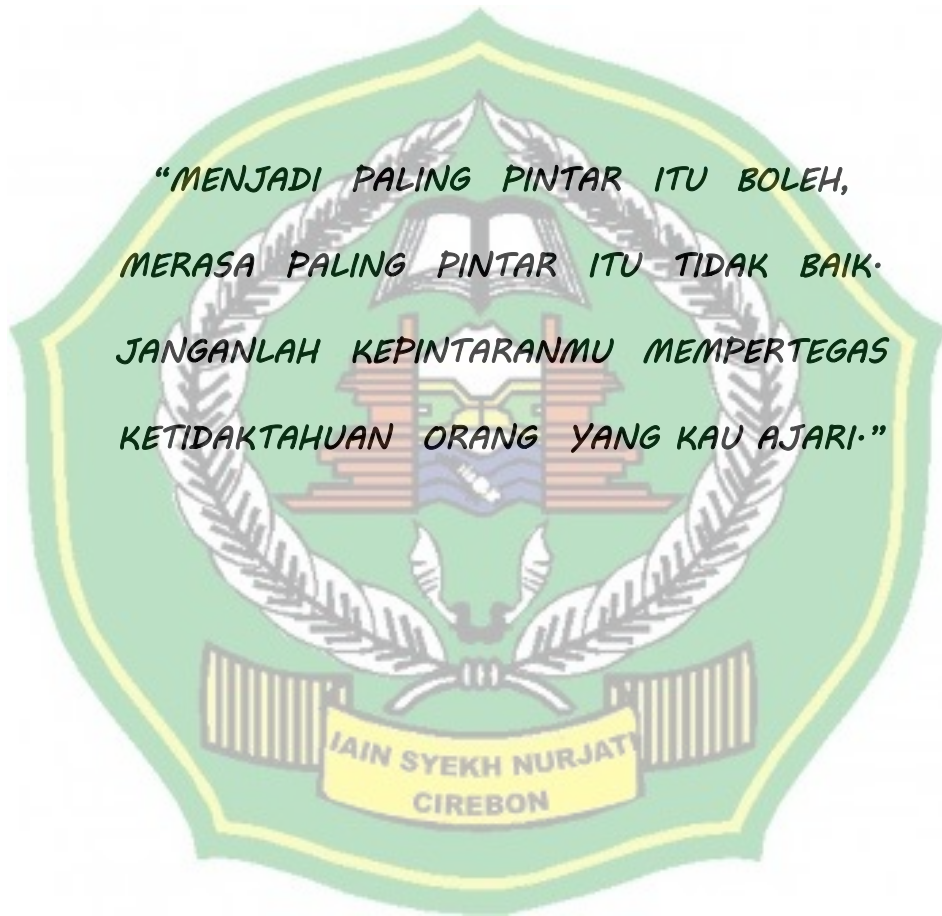 “MENJADI PALING PINTAR ITU BOLEH,
MERASA PALING PINTAR ITU TIDAK BAIK.
JANGANLAH KEPINTARANMU MEMPERTEGAS
KETIDAKTAHUAN ORANG YANG KAU AJARI.”
IAIN SYEKH NURJATI
CIREBON